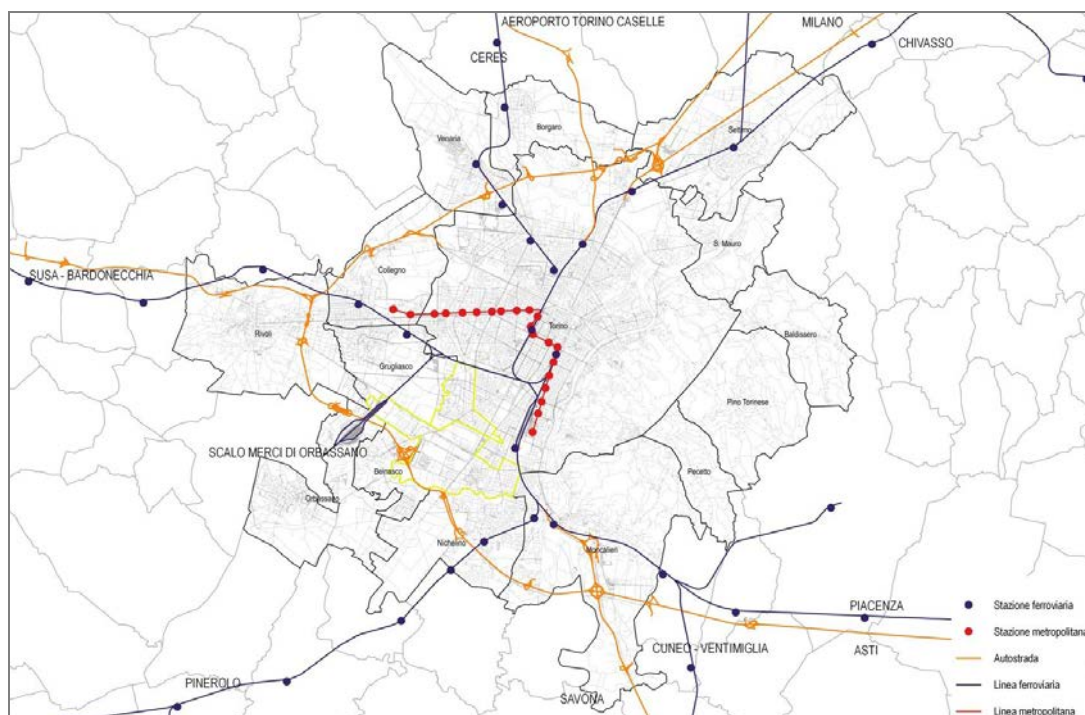 AEROPORTO TORINO CASELLE
MILANO
CERES
CHIVASSO
Venaria
Borgaro
Settimo
S. Mauro
SUSA - BARDONECCHIA
Collegno
Rivoli
Torino
Baldissero
Grugliasco
Pino Torinese
SCALO MERCI DI ORBASSANO
Beinasco
Pecetto
Orbassano
Nichelino
Moncalieri
PIACENZA
CUNEO - VENTIMIGLIA
ASTI
PINEROLO
SAVONA
Stazione ferroviaria
Stazione metropolitana
Autostrada
Linea ferroviaria
Linea metropolitana